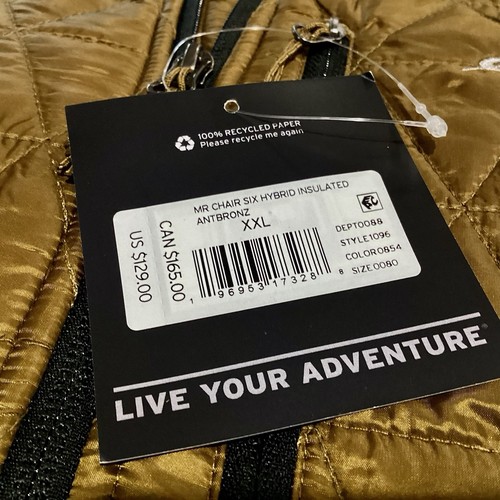 100% RECYCLED PAPER
Please recycle me again
MR CHAIR SIX HYBRID INSULATED
ANTBRONZ
XXL
US $129.00
CAN $165.00
1 96953 17328 8
DEPT0088
STYLE1096
COLOR0854
SIZE0080
LIVE YOUR ADVENTURE